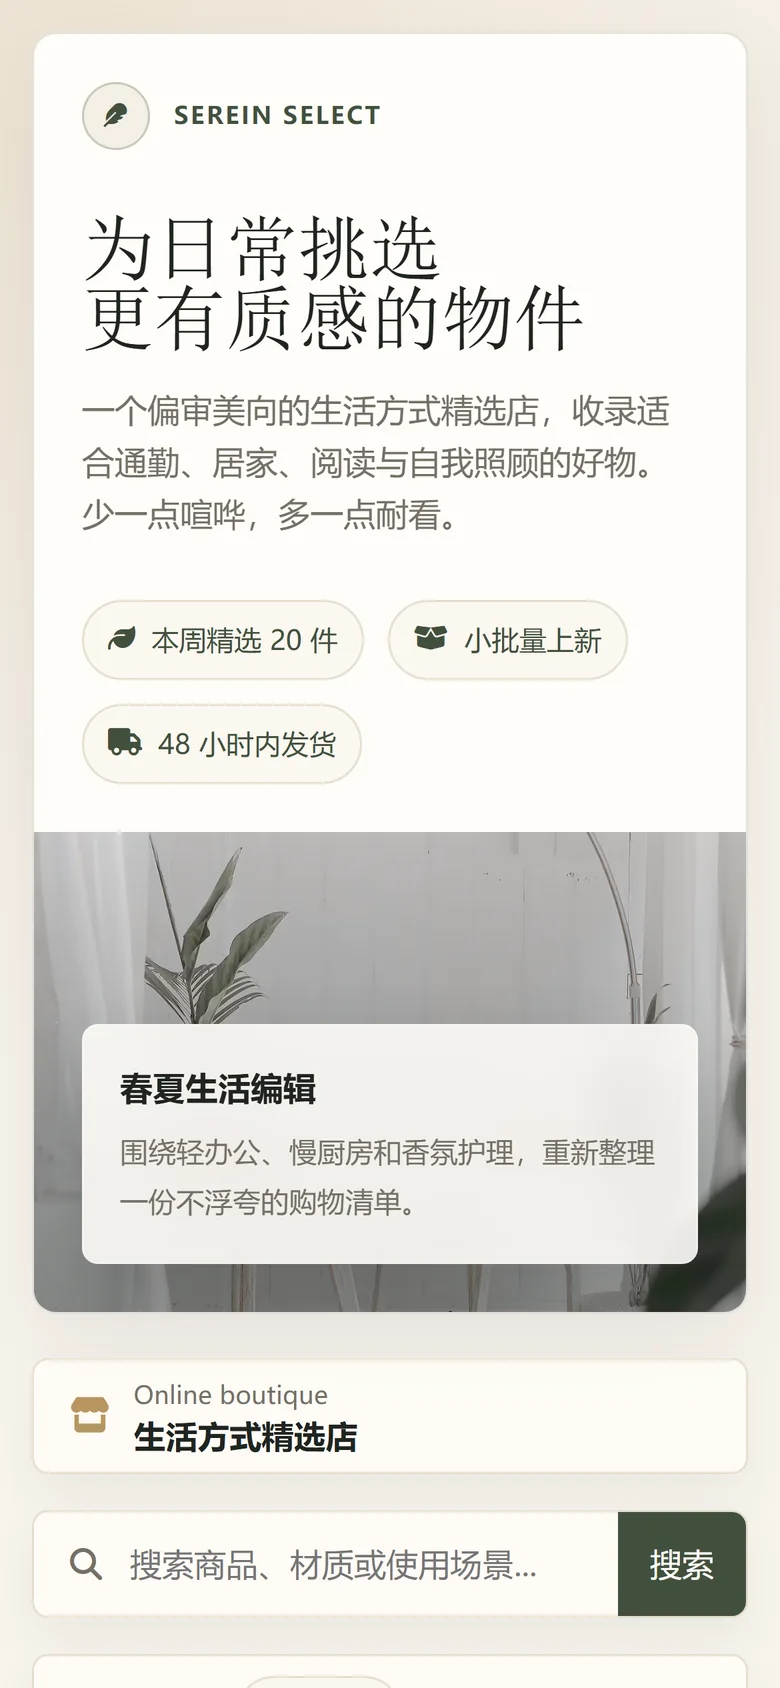 SEREIN SELECT
为日常挑选
更有质感的物件
一个偏审美向的生活方式精选店，收录适
合通勤、居家、阅读与自我照顾的好物。
少一点喧哗，多一点耐看。
本周精选 20 件
小批量上新
48 小时内发货
春夏生活编辑
围绕轻办公、慢厨房和香氛护理，重新整理
一份不浮夸的购物清单。
Online boutique
生活方式精选店
搜索商品、材质或使用场景...
搜索